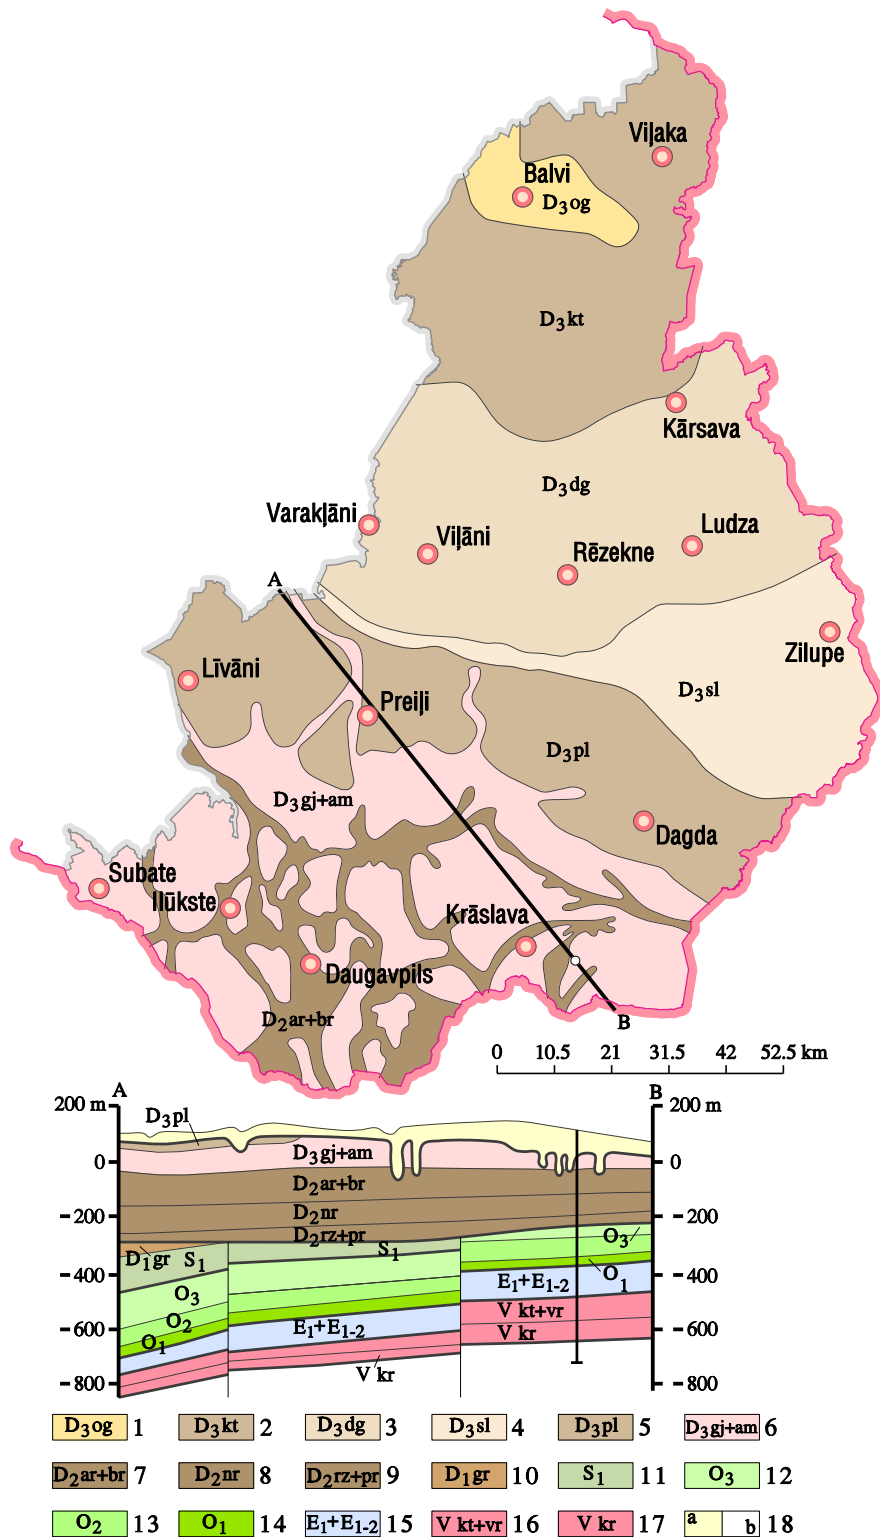 Viļaka
Balvi
D3og
D3kt
Kārsava
D3dg
Varakļāni
Viļāni
Rēzekne
Ludza
A
Zilupe
Līvāni
D3sl
Preiļi
D3pl
D3gj+am
Dagda
Subate
Ilūkste
Krāslava
Daugavpils
D2ar+br
B
0 10.5 21 31.5 42 52.5 km
A B
200 m 200 m
D3pl
D3gj+am
0 0
D2ar+br
D2nr
−200 −200
D2rz+pr
O3
D1gr S1 S1
−400 −400
E1+E1-2 O1
O3
O2
V kt+vr
−600 E1+E1-2 V kr −600
O1
V kr
−800 −800
D3og 1 D3kt 2 D3dg 3 D3sl 4 D3pl 5 D3gj+am 6
D2ar+br 7 D2nr 8 D2rz+pr 9 D1gr 10 S1 11 O3 12
O2 13 O1 14 E1+E1-2 15 V kt+vr 16 V kr 17 a b 18